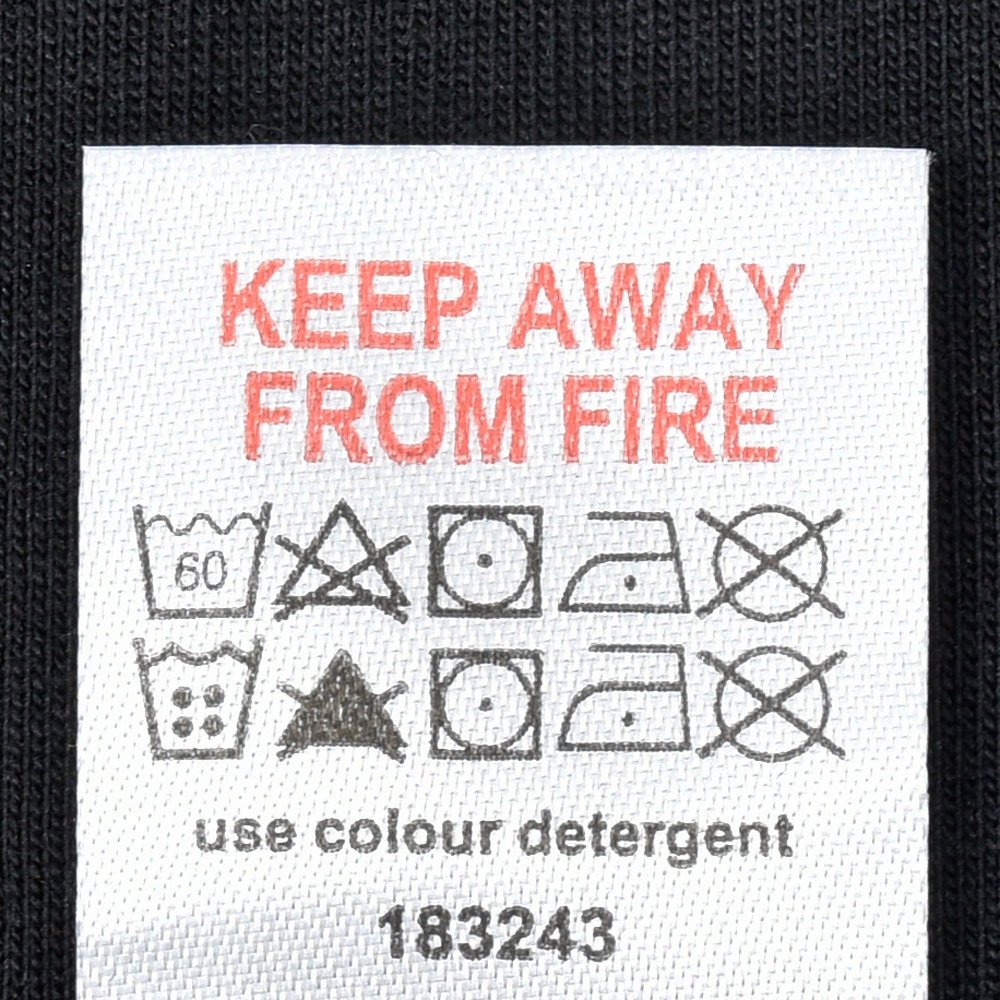 KEEP AWAY
FROM FIRE
60
use colour detergent
183243